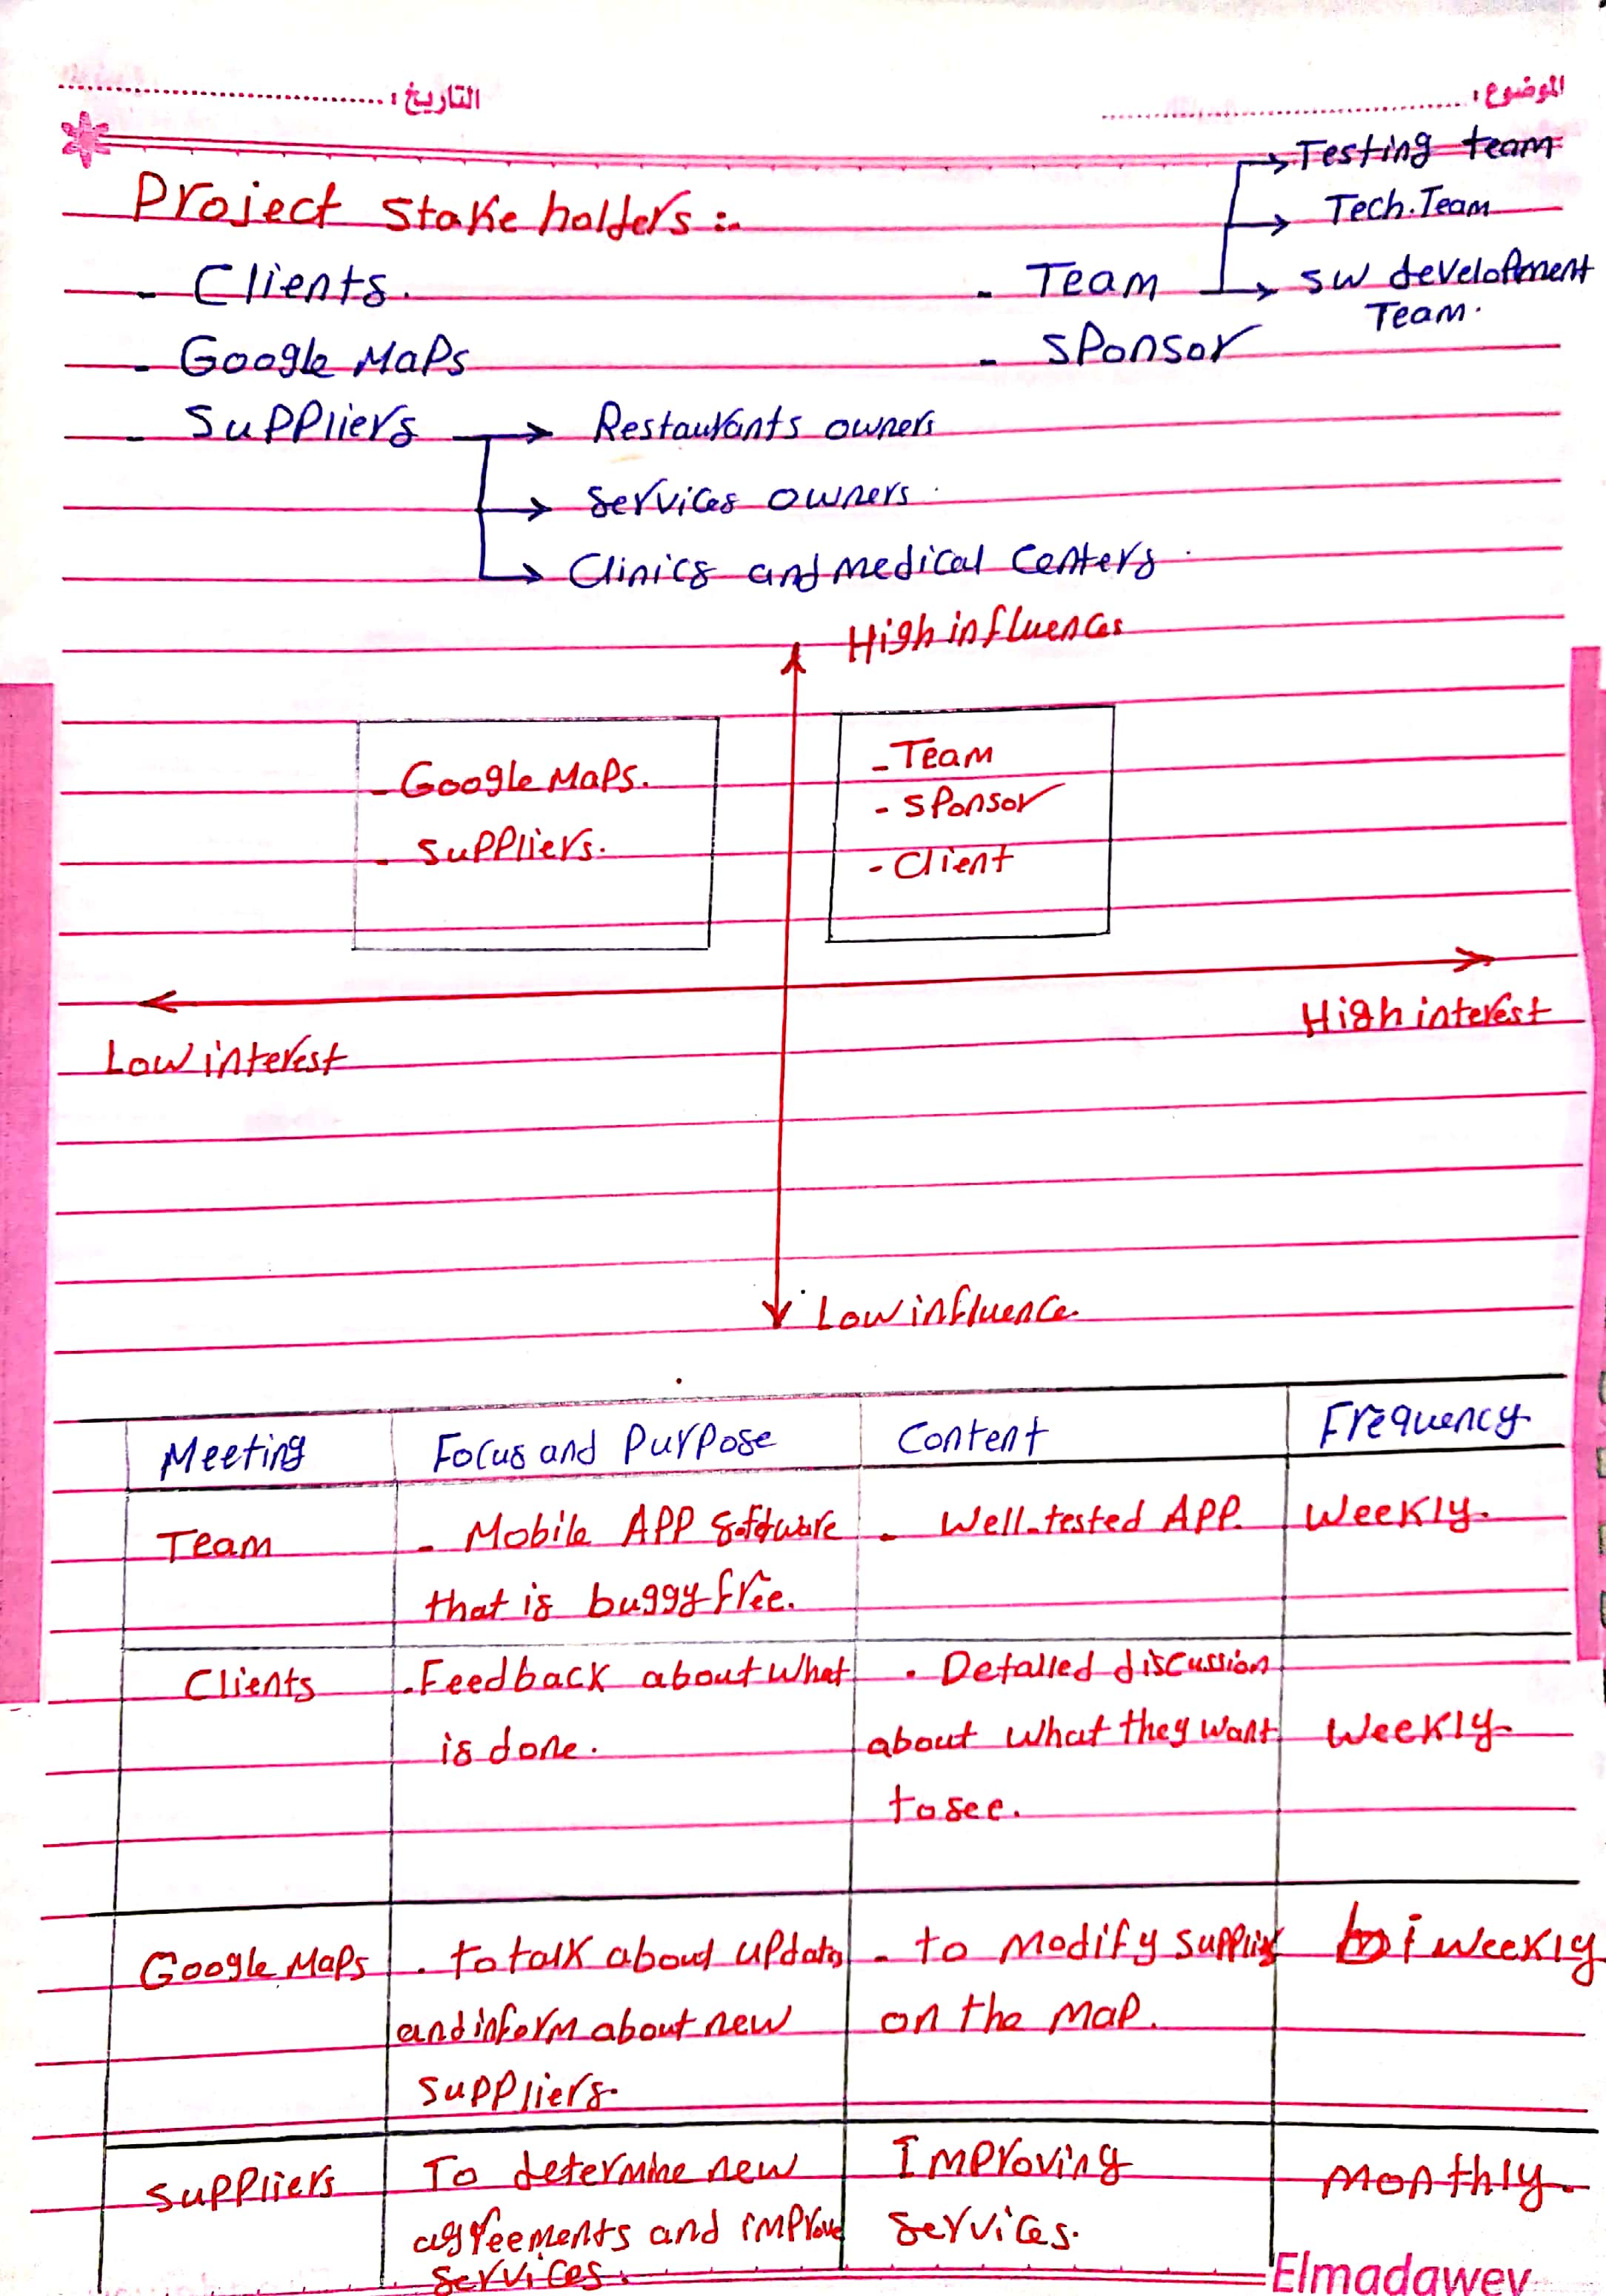 الموضوع:
التاريخ:
Project Stake holders :-
- Clients.
- Google Maps
- Suppliers
Restaurants owners
Services owners.
Clinics and medical Centers.
- Team
Testing team
Tech. Team
SW development
Team.
- Sponsor
High influences
- Google Maps.
- Suppliers.
- Team
- Sponsor
- Client
Low interest
High interest
Low influence.
Meeting Focus and Purpose Content Frequency
Team - Mobile APP Software - Well-tested APP. Weekly.
that is buggy free.
Clients . Feedback about what . Detailed discussion
is done. about what they want Weekly.
to see.
Google Maps . to talk about updates - to modify biweekly
and inform about new on the map.
suppliers.
Suppliers To determine new Improving Monthly.
agreements and improve services.
services.
Elmadawey